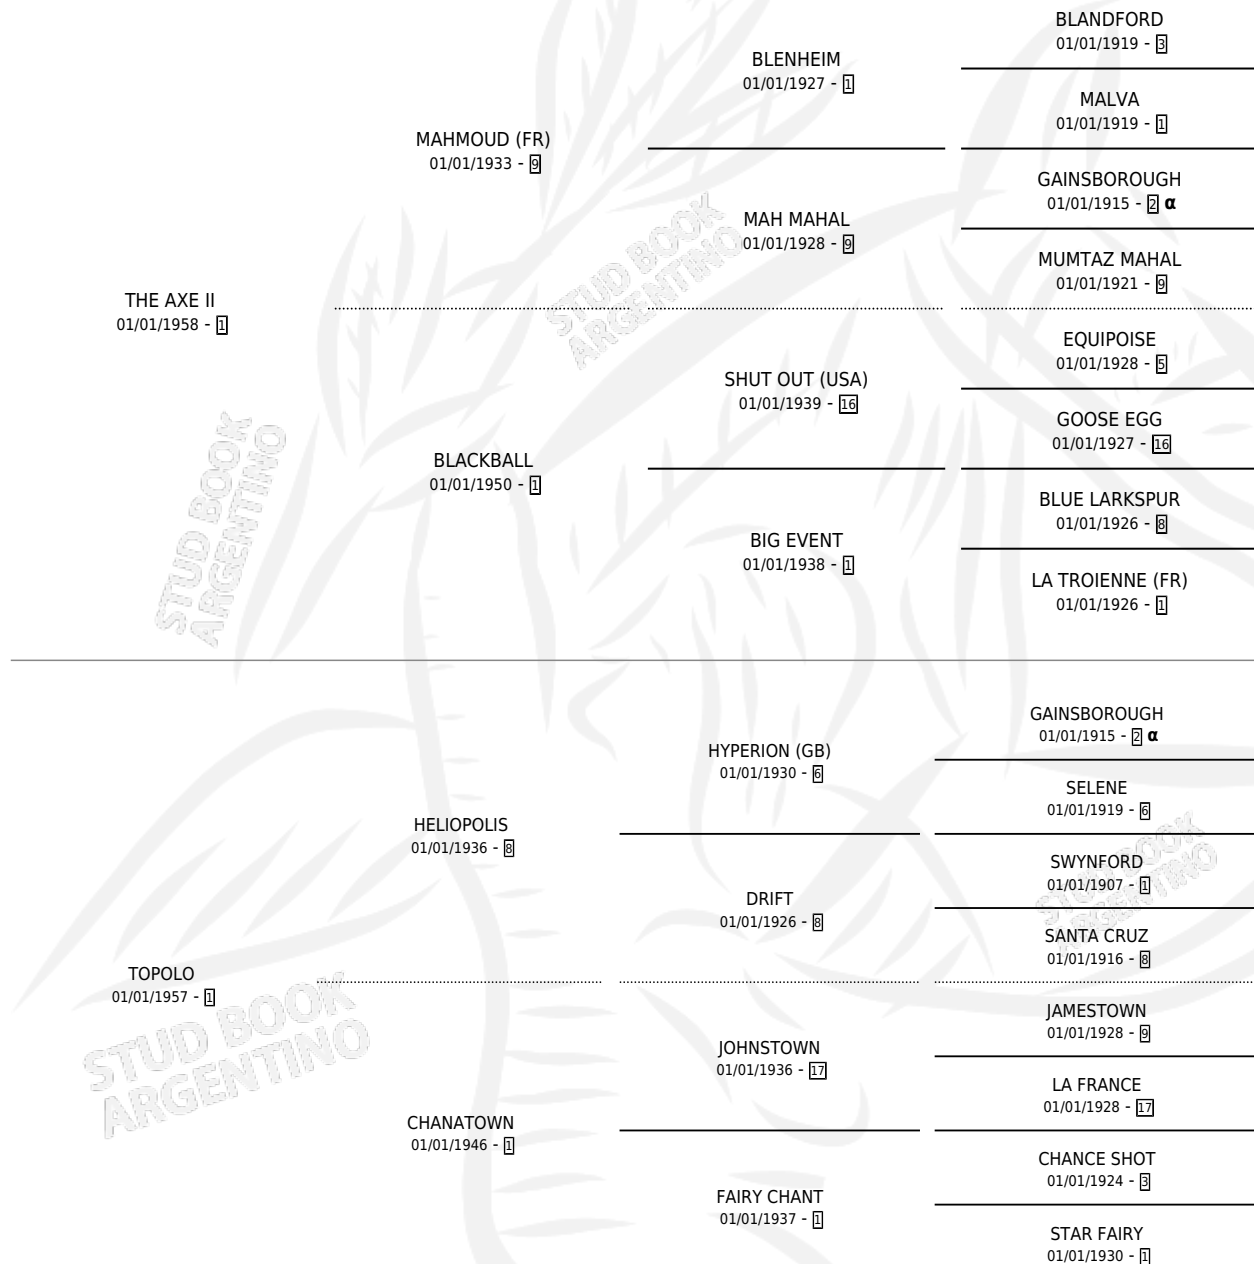 BLANDFORD
01/01/1919 - 3
BLENHEIM
01/01/1927 - 1
MALVA
01/01/1919 - 1
MAHMOUD (FR)
01/01/1933 - 9
GAINSBOROUGH
01/01/1915 - 2 α
MAH MAHAL
01/01/1928 - 9
MUMTAZ MAHAL
01/01/1921 - 9
THE AXE II
01/01/1958 - 1
EQUIPOISE
01/01/1928 - 5
SHUT OUT (USA)
01/01/1939 - 16
GOOSE EGG
01/01/1927 - 16
BLACKBALL
01/01/1950 - 1
BLUE LARKSPUR
01/01/1926 - 8
BIG EVENT
01/01/1938 - 1
LA TROIENNE (FR)
01/01/1926 - 1
GAINSBOROUGH
01/01/1915 - 2 α
HYPERION (GB)
01/01/1930 - 6
SELENE
01/01/1919 - 6
HELIOPOLIS
01/01/1936 - 8
SWYNFORD
01/01/1907 - 1
DRIFT
01/01/1926 - 8
SANTA CRUZ
01/01/1916 - 8
TOPOLO
01/01/1957 - 1
JAMESTOWN
01/01/1928 - 9
JOHNSTOWN
01/01/1936 - 17
LA FRANCE
01/01/1928 - 17
CHANATOWN
01/01/1946 - 1
CHANCE SHOT
01/01/1924 - 3
FAIRY CHANT
01/01/1937 - 1
STAR FAIRY
01/01/1930 - 1
STUD BOOK
ARGENTINO
STUD BOOK
ARGENTINO
STUD BOOK
ARGENTINO
STUD BOOK
ARGENTINO